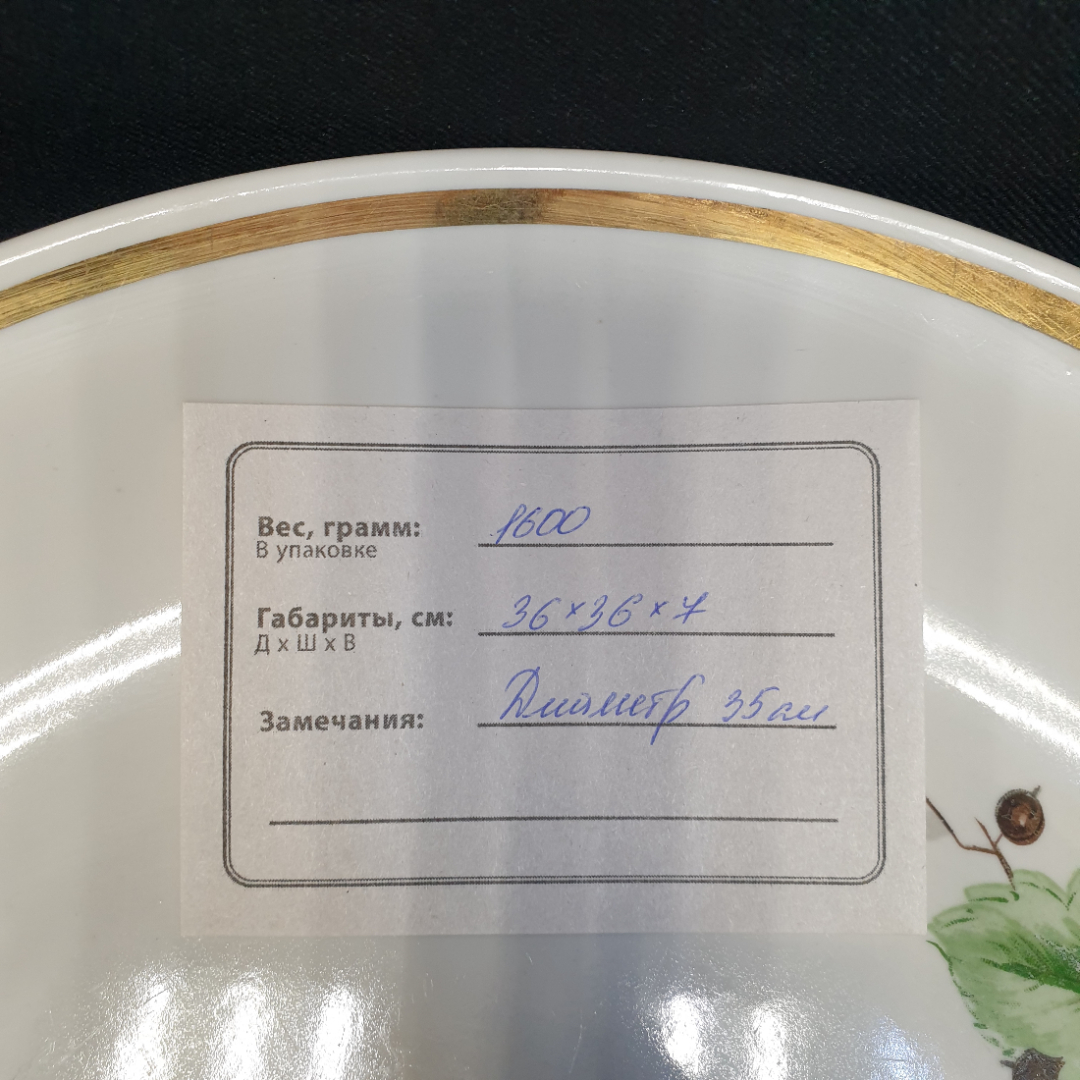 Вес, грамм: 1600
В упаковке
Габариты, см: 36×36×7
Д х Ш х В
Замечания: Диаметр 35см